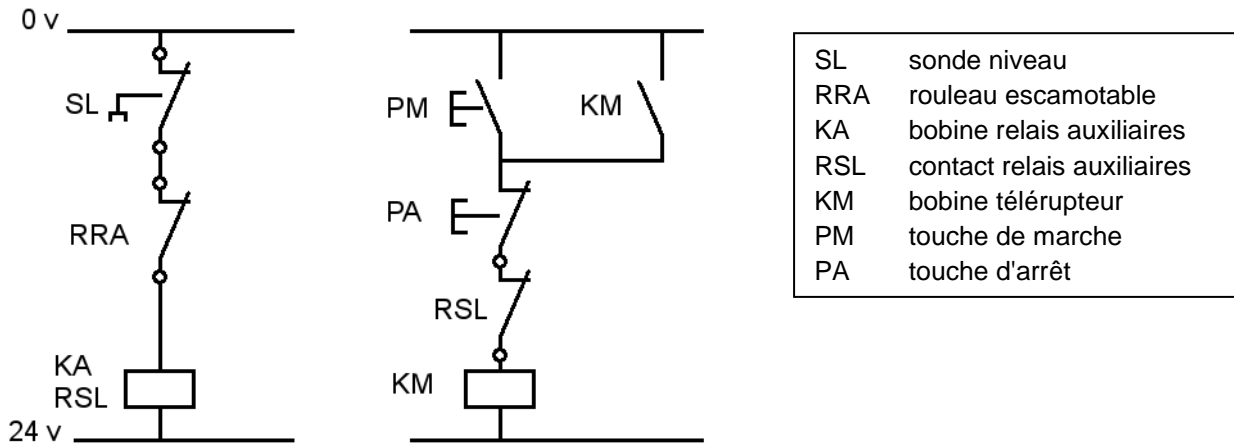 0 v
SL
RRA
KA
RSL
24 v
PM
KM
PA
RSL
KM
SL sonde niveau
RRA rouleau escamotable
KA bobine relais auxiliaires
RSL contact relais auxiliaires
KM bobine télérupteur
PM touche de marche
PA touche d'arrêt